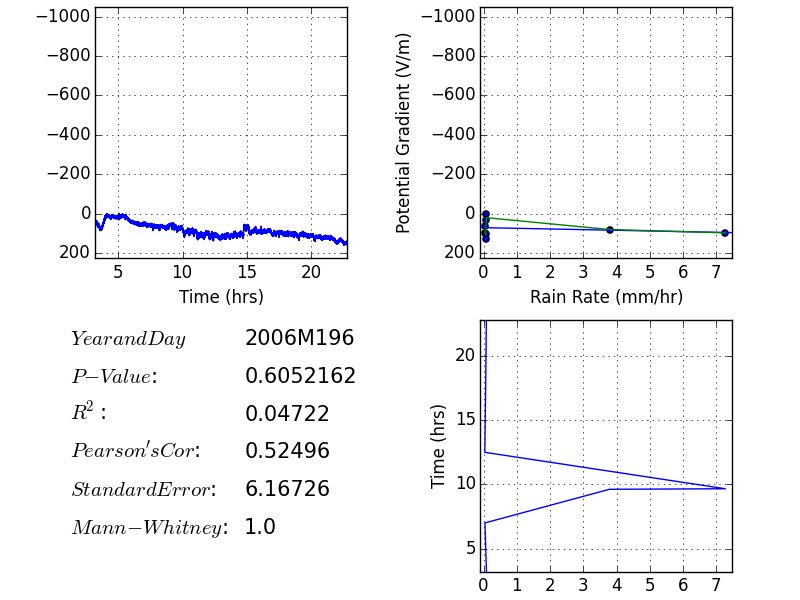 −1000
−800
−600
−400
−200
0
200
5 10 15 20
Time (hrs)
Potential Gradient (V/m)
−1000
−800
−600
−400
−200
0
200
0 1 2 3 4 5 6 7
Rain Rate (mm/hr)
YearandDay 2006M196
P−Value: 0.6052162
R²: 0.04722
Pearson'sCor: 0.52496
StandardError: 6.16726
Mann−Whitney: 1.0
Time (hrs)
20
15
10
5
0 1 2 3 4 5 6 7